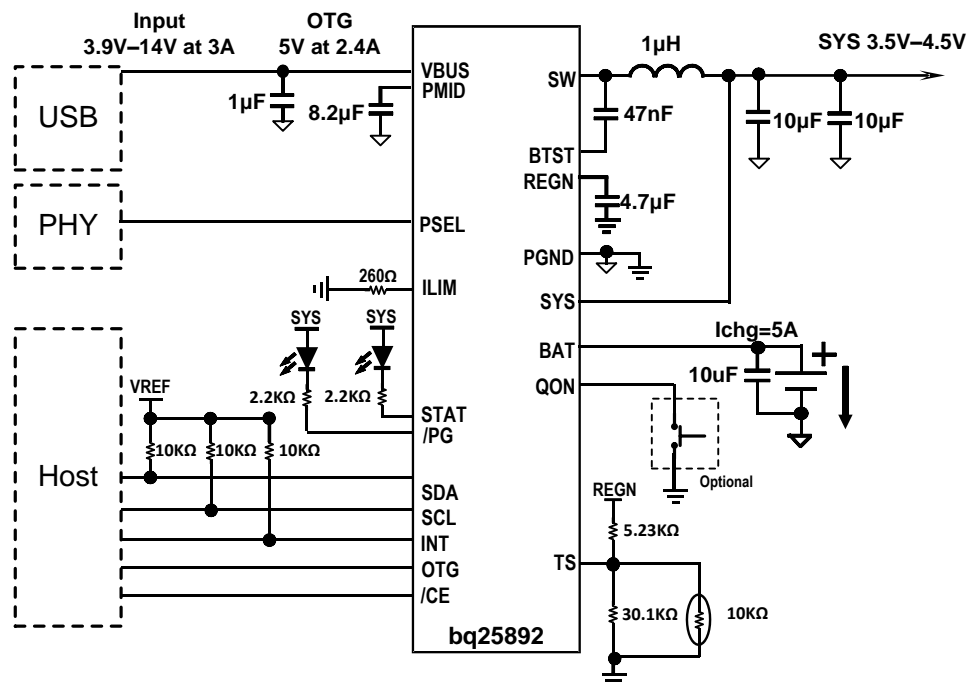 Input
3.9V–14V at 3A
OTG
5V at 2.4A
USB
1µF
8.2µF
VBUS
PMID
PHY
PSEL
260Ω
ILIM
SYS
SYS
2.2KΩ
2.2KΩ
STAT
/PG
VREF
10KΩ
10KΩ
10KΩ
Host
SDA
SCL
INT
OTG
/CE
bq25892
SW
1µH
SYS 3.5V–4.5V
47nF
10µF
10µF
BTST
REGN
4.7µF
PGND
SYS
Ichg=5A
BAT
10uF
+
QON
Optional
REGN
5.23KΩ
TS
30.1KΩ
10KΩ